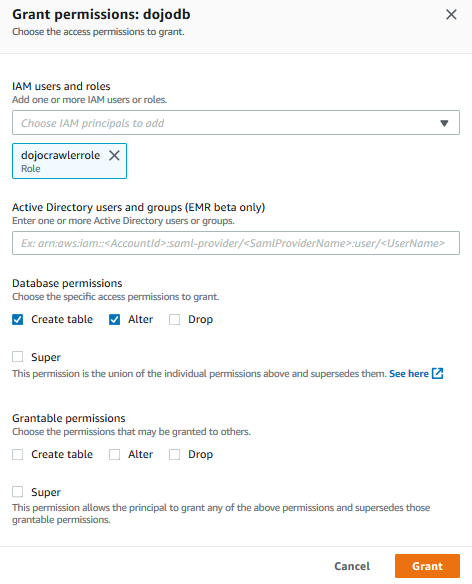 Grant permissions: dojodb
Choose the access permissions to grant.
IAM users and roles
Add one or more IAM users or roles.
Choose IAM principals to add
dojocrawlerrole
Role
Active Directory users and groups (EMR beta only)
Enter one or more Active Directory users or groups.
Ex: arn:aws:iam::<AccountId>:saml-provider/<SamlProviderName>:user/<UserName>
Database permissions
Choose the specific access permissions to grant.
Create table Alter Drop
Super
This permission is the union of the individual permissions above and supersedes them. See here
Grantable permissions
Choose the permissions that may be granted to others.
Create table Alter Drop
Super
This permission allows the principal to grant any of the above permissions and supersedes those
grantable permissions.
Cancel Grant